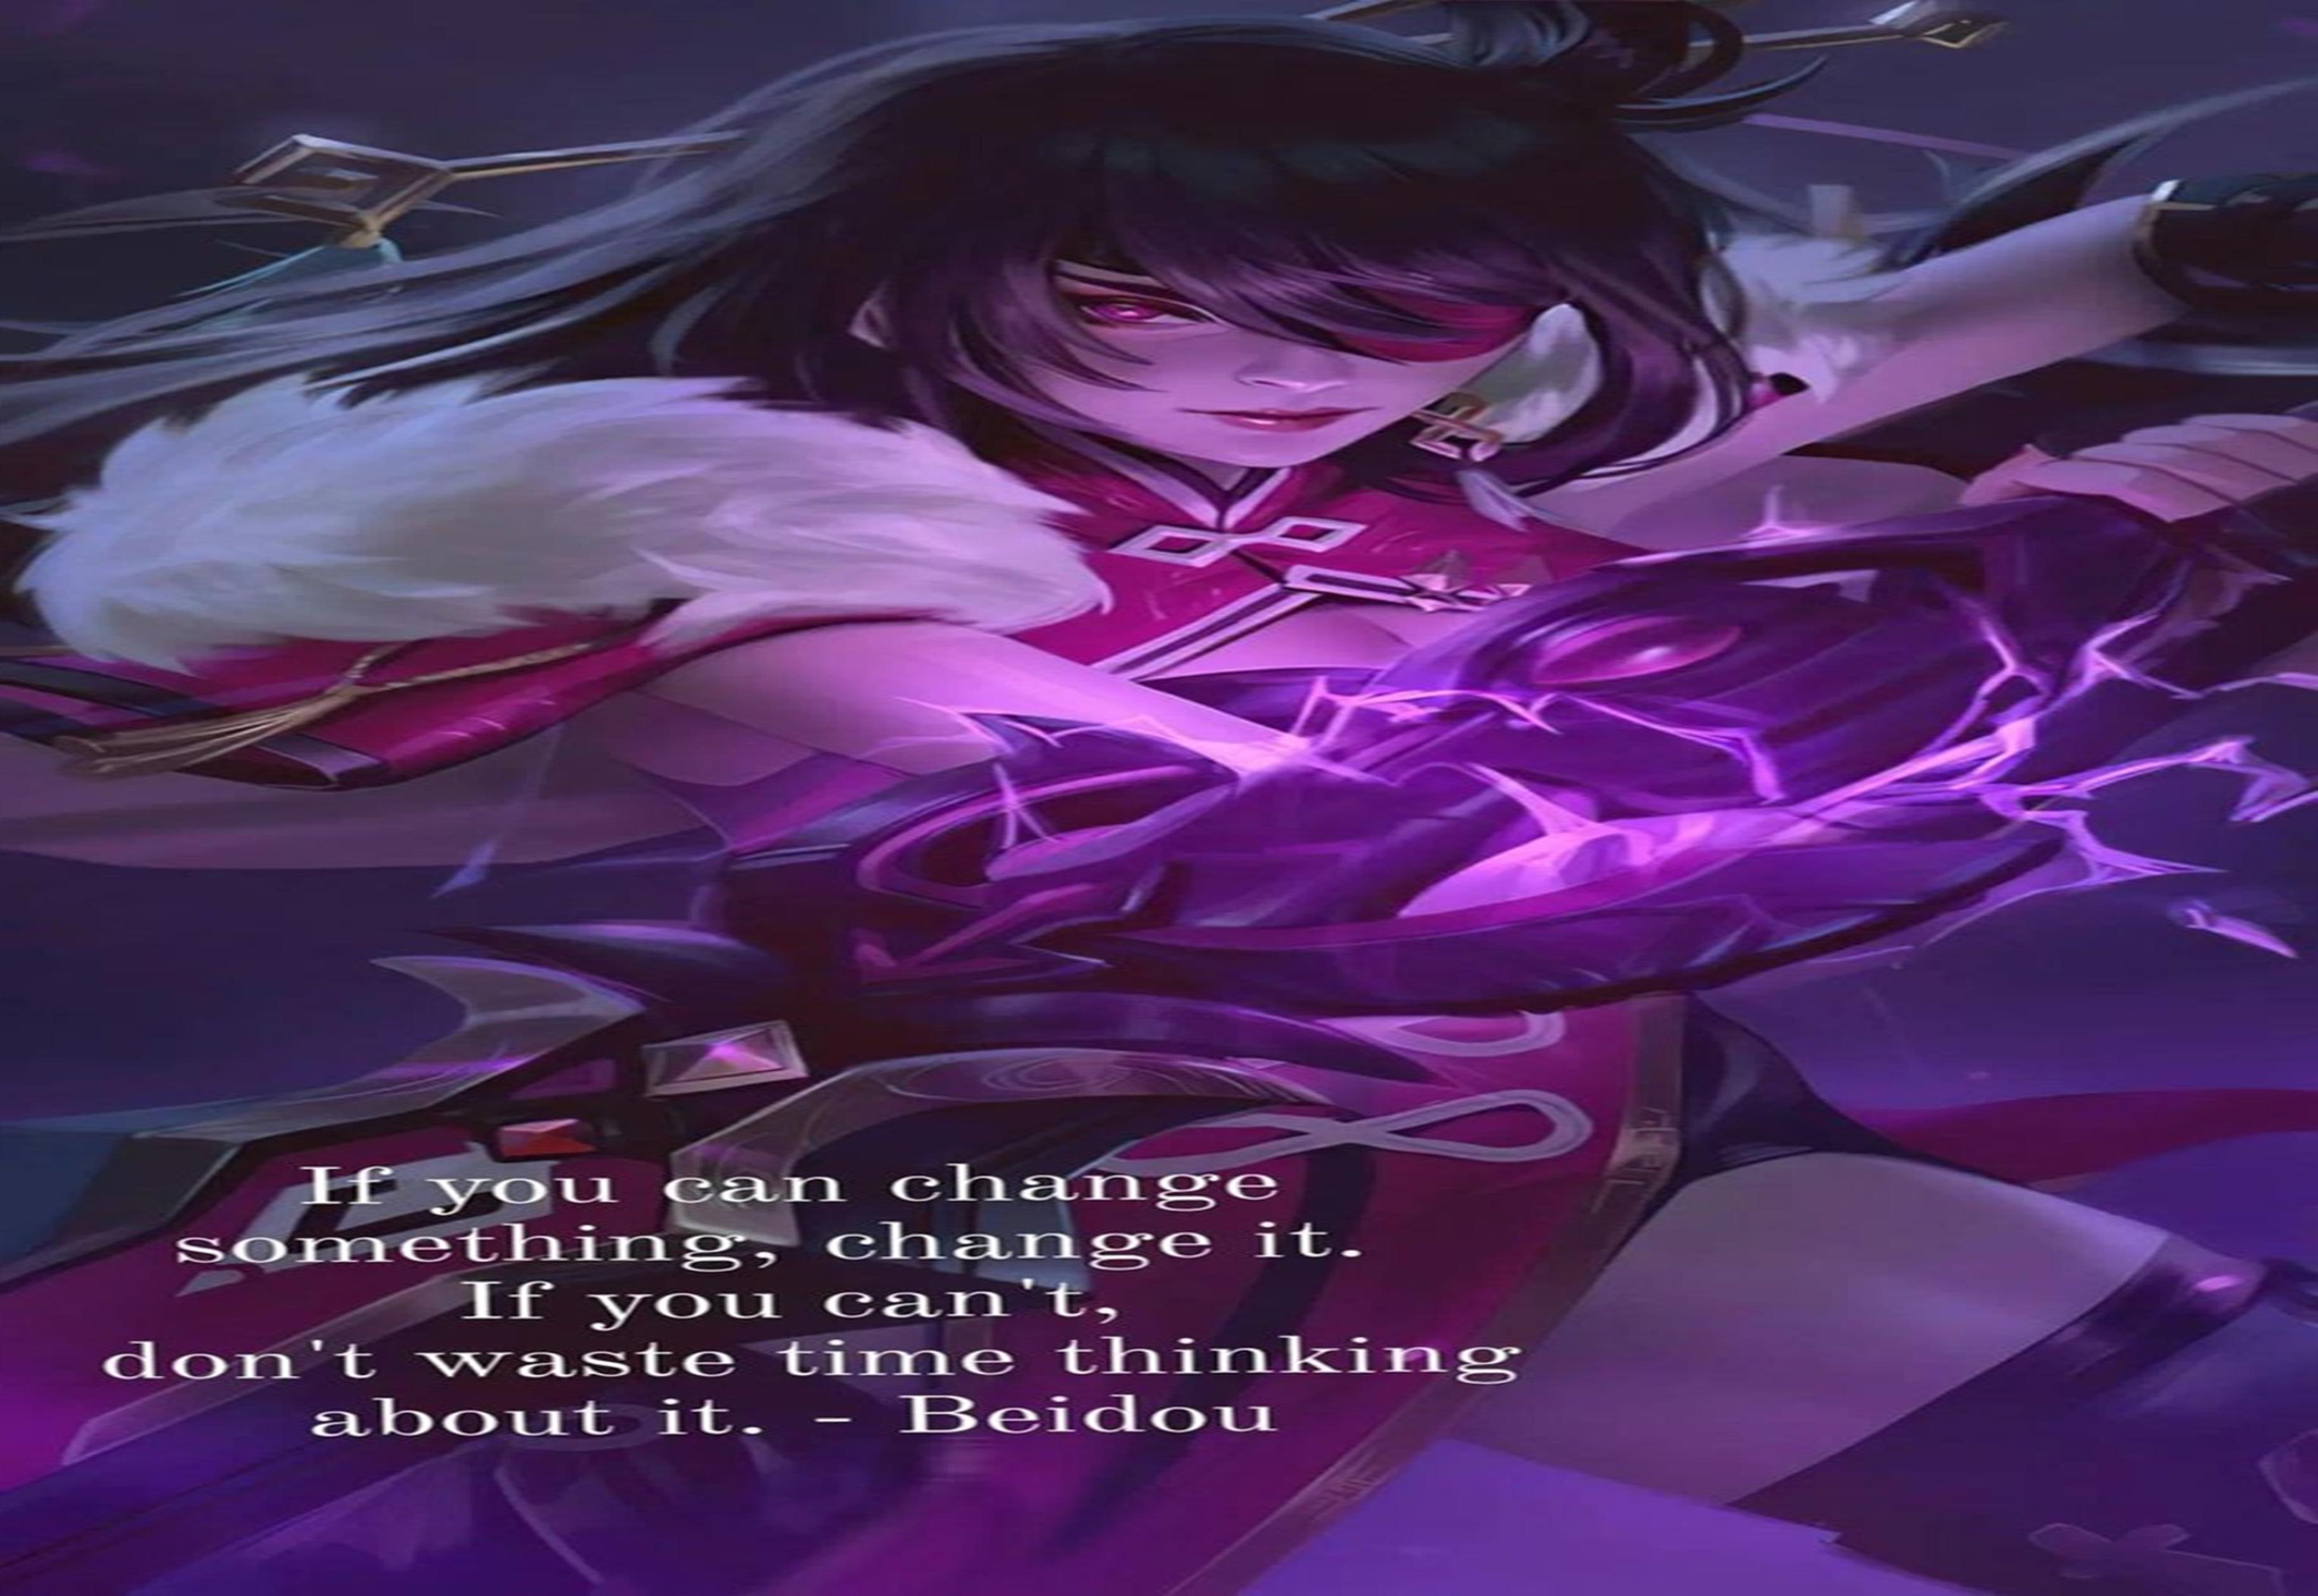 If you can change
something, change it.
If you can't,
don't waste time thinking
about it. - Beidou